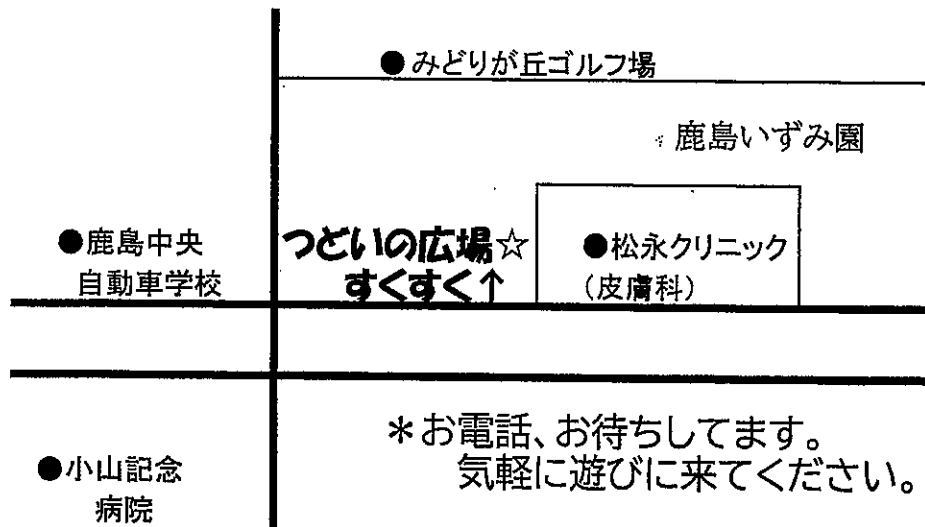 ●みどりが丘ゴルフ場
鹿島いずみ園
●鹿島中央
自動車学校
つどいの広場☆
すくすく↑
●松永クリニック
(皮膚科)
＊お電話、お待ちしてます。
気軽に遊びに来てください。
●小山記念
病院